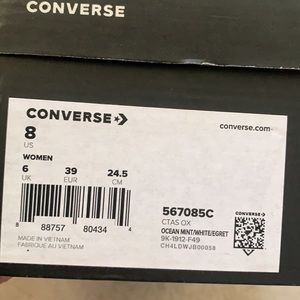 CONVERSE
CONVERSE
converse.com
8
US
WOMEN
6 39 24.5
UK EUR CM
8 88757 80434 4
MADE IN VIETNAM
FABRIQUÉ AU VIETNAM
567085C
CTAS OX
OCEAN MINT/WHITE/EGRET
9K-1912-F49
CH4LDWJB00058
CONVERSE